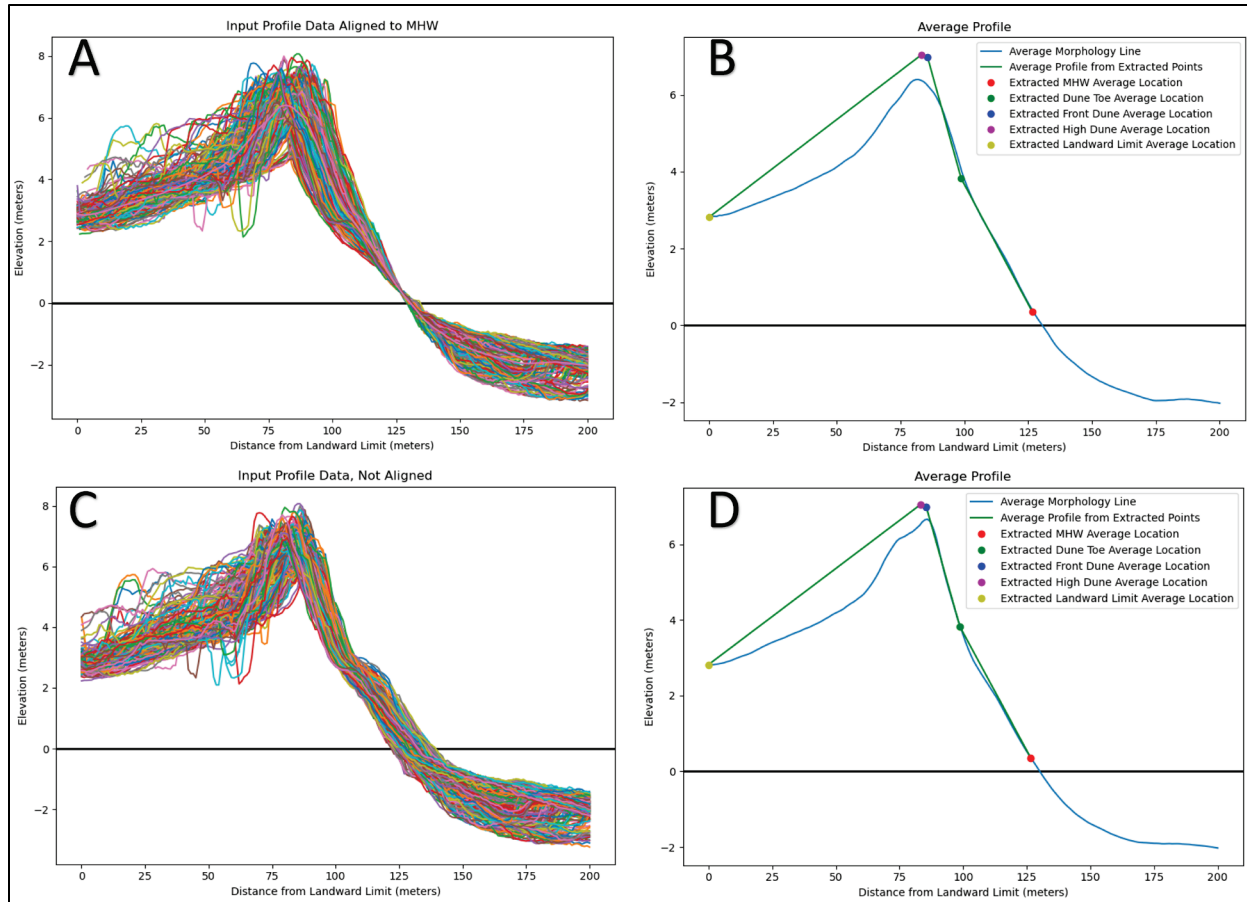 Input Profile Data Aligned to MHW
A
Elevation (meters)
8
6
4
2
0
−2
0 25 50 75 100 125 150 175 200
Distance from Landward Limit (meters)
Average Profile
B
Average Morphology Line
Average Profile from Extracted Points
Extracted MHW Average Location
Extracted Dune Toe Average Location
Extracted Front Dune Average Location
Extracted High Dune Average Location
Extracted Landward Limit Average Location
Elevation (meters)
6
4
2
0
−2
0 25 50 75 100 125 150 175 200
Distance from Landward Limit (meters)
Input Profile Data, Not Aligned
C
Elevation (meters)
8
6
4
2
0
−2
0 25 50 75 100 125 150 175 200
Distance from Landward Limit (meters)
Average Profile
D
Average Morphology Line
Average Profile from Extracted Points
Extracted MHW Average Location
Extracted Dune Toe Average Location
Extracted Front Dune Average Location
Extracted High Dune Average Location
Extracted Landward Limit Average Location
Elevation (meters)
6
4
2
0
−2
0 25 50 75 100 125 150 175 200
Distance from Landward Limit (meters)